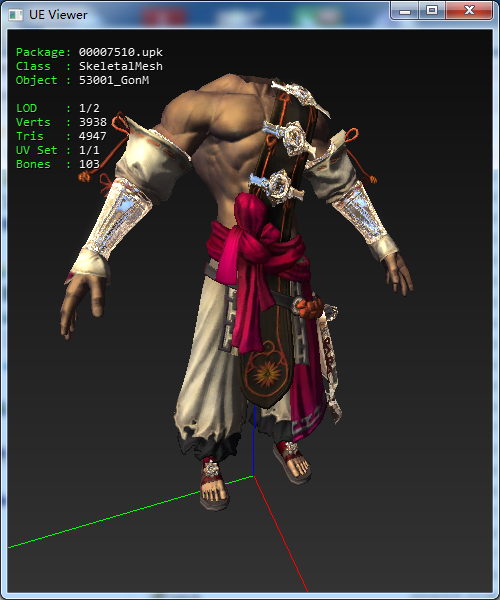 UE Viewer
Package: 00007510.upk
Class : SkeletalMesh
Object : 53001_GonM
LOD : 1/2
Verts : 3938
Tris : 4947
UV Set : 1/1
Bones : 103